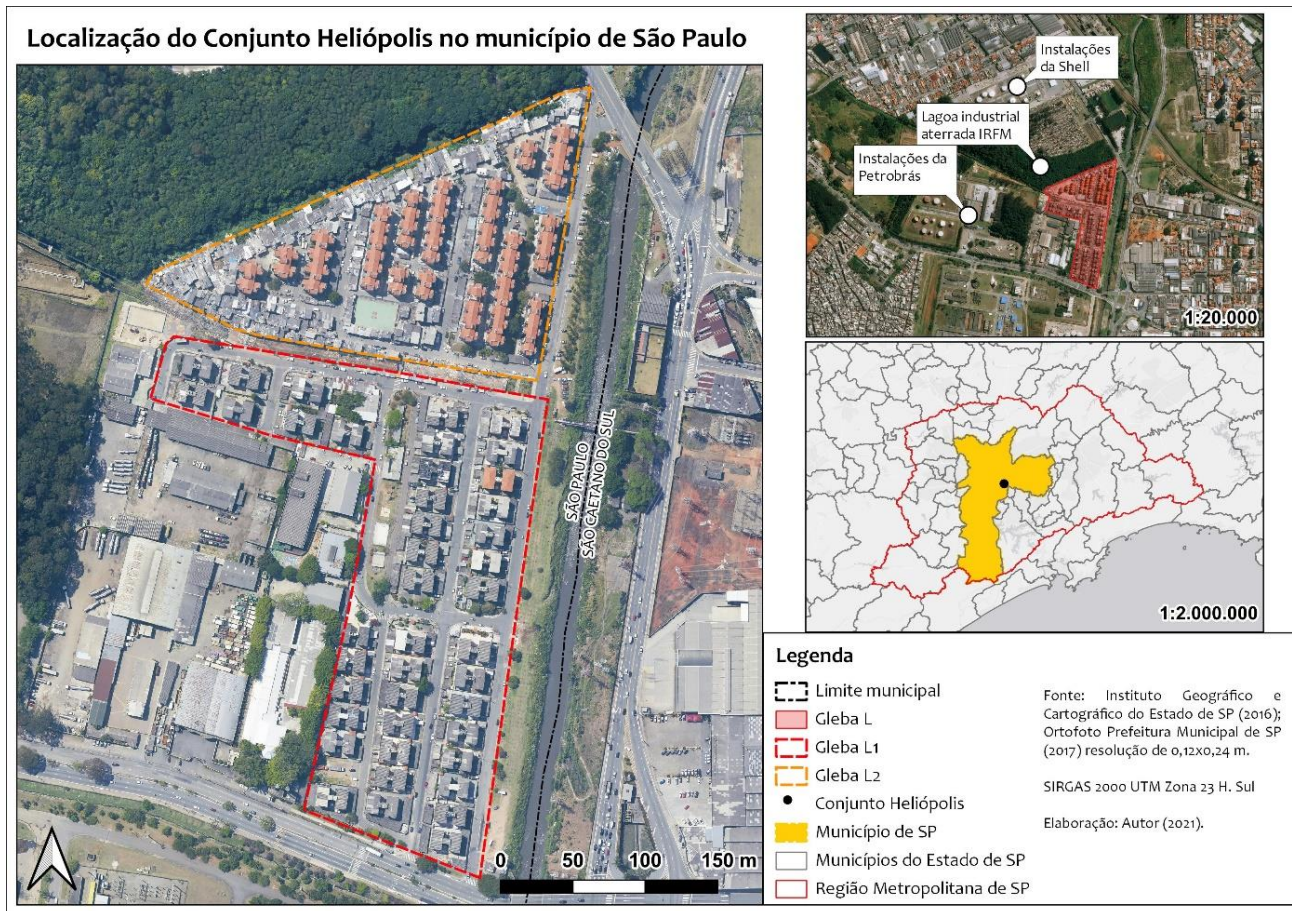 Localização do Conjunto Heliópolis no município de São Paulo
SÃO PAULO
SÃO CAETANO DO SUL
0 50 100 150 m
Instalações
da Shell
Lagoa industrial
aterrada IRFM
Instalações da
Petrobrás
1:20.000
1:2.000.000
Legenda
Limite municipal
Gleba L
Gleba L1
Gleba L2
Conjunto Heliópolis
Município de SP
Municípios do Estado de SP
Região Metropolitana de SP
Fonte: Instituto Geográfico e
Cartográfico do Estado de SP (2016);
Ortofoto Prefeitura Municipal de SP
(2017) resolução de 0,12x0,24 m.
SIRGAS 2000 UTM Zona 23 H. Sul
Elaboração: Autor (2021).